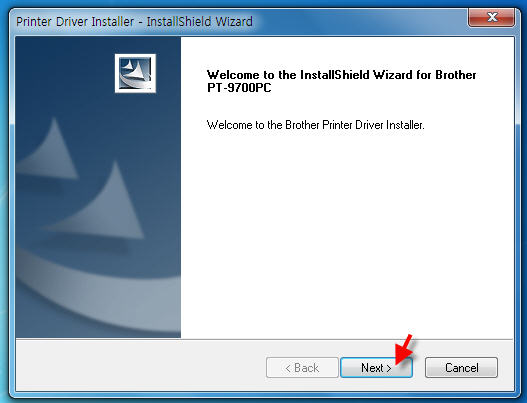 Printer Driver Installer - InstallShield Wizard
Welcome to the InstallShield Wizard for Brother
PT-9700PC
Welcome to the Brother Printer Driver Installer.
< Back
Next >
Cancel